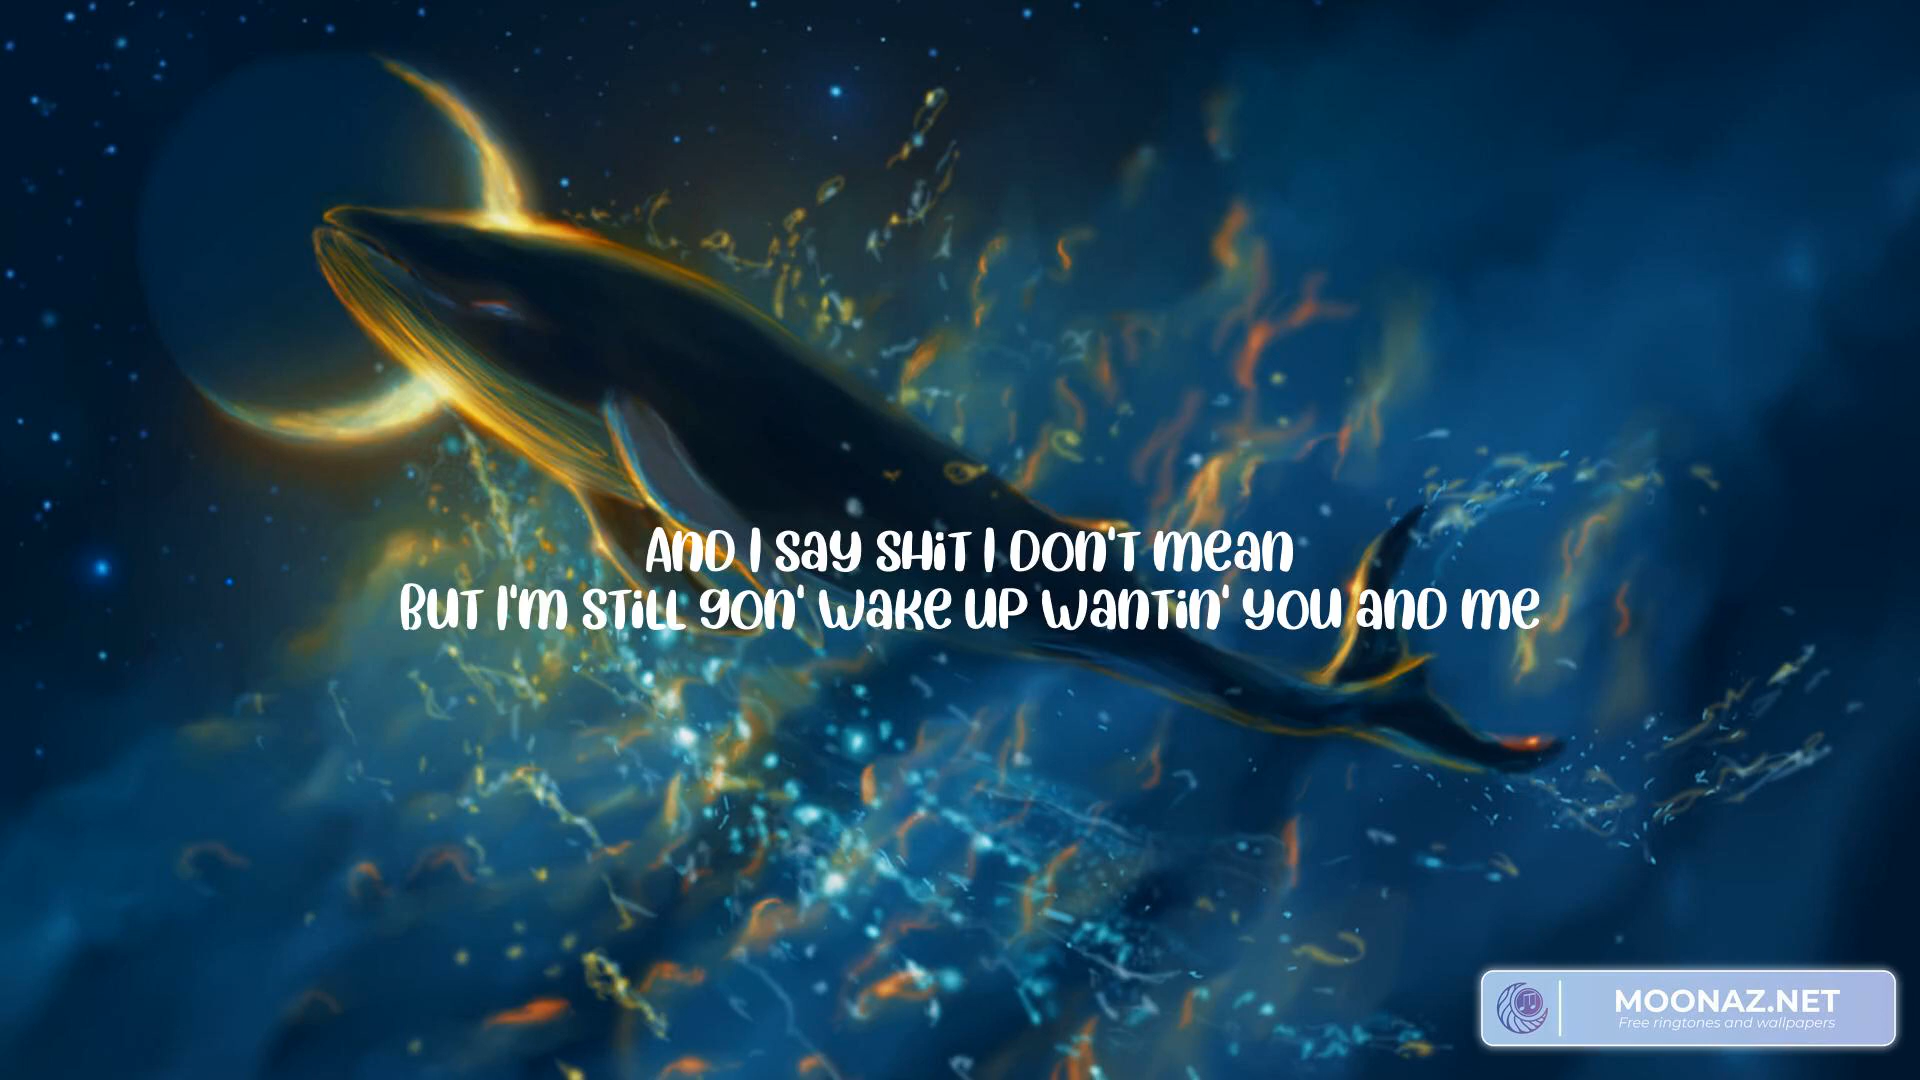 And I say shit I don't mean
But I'm still gon' wake up wantin' you and me
MOONAZ.NET
Free ringtones and wallpapers